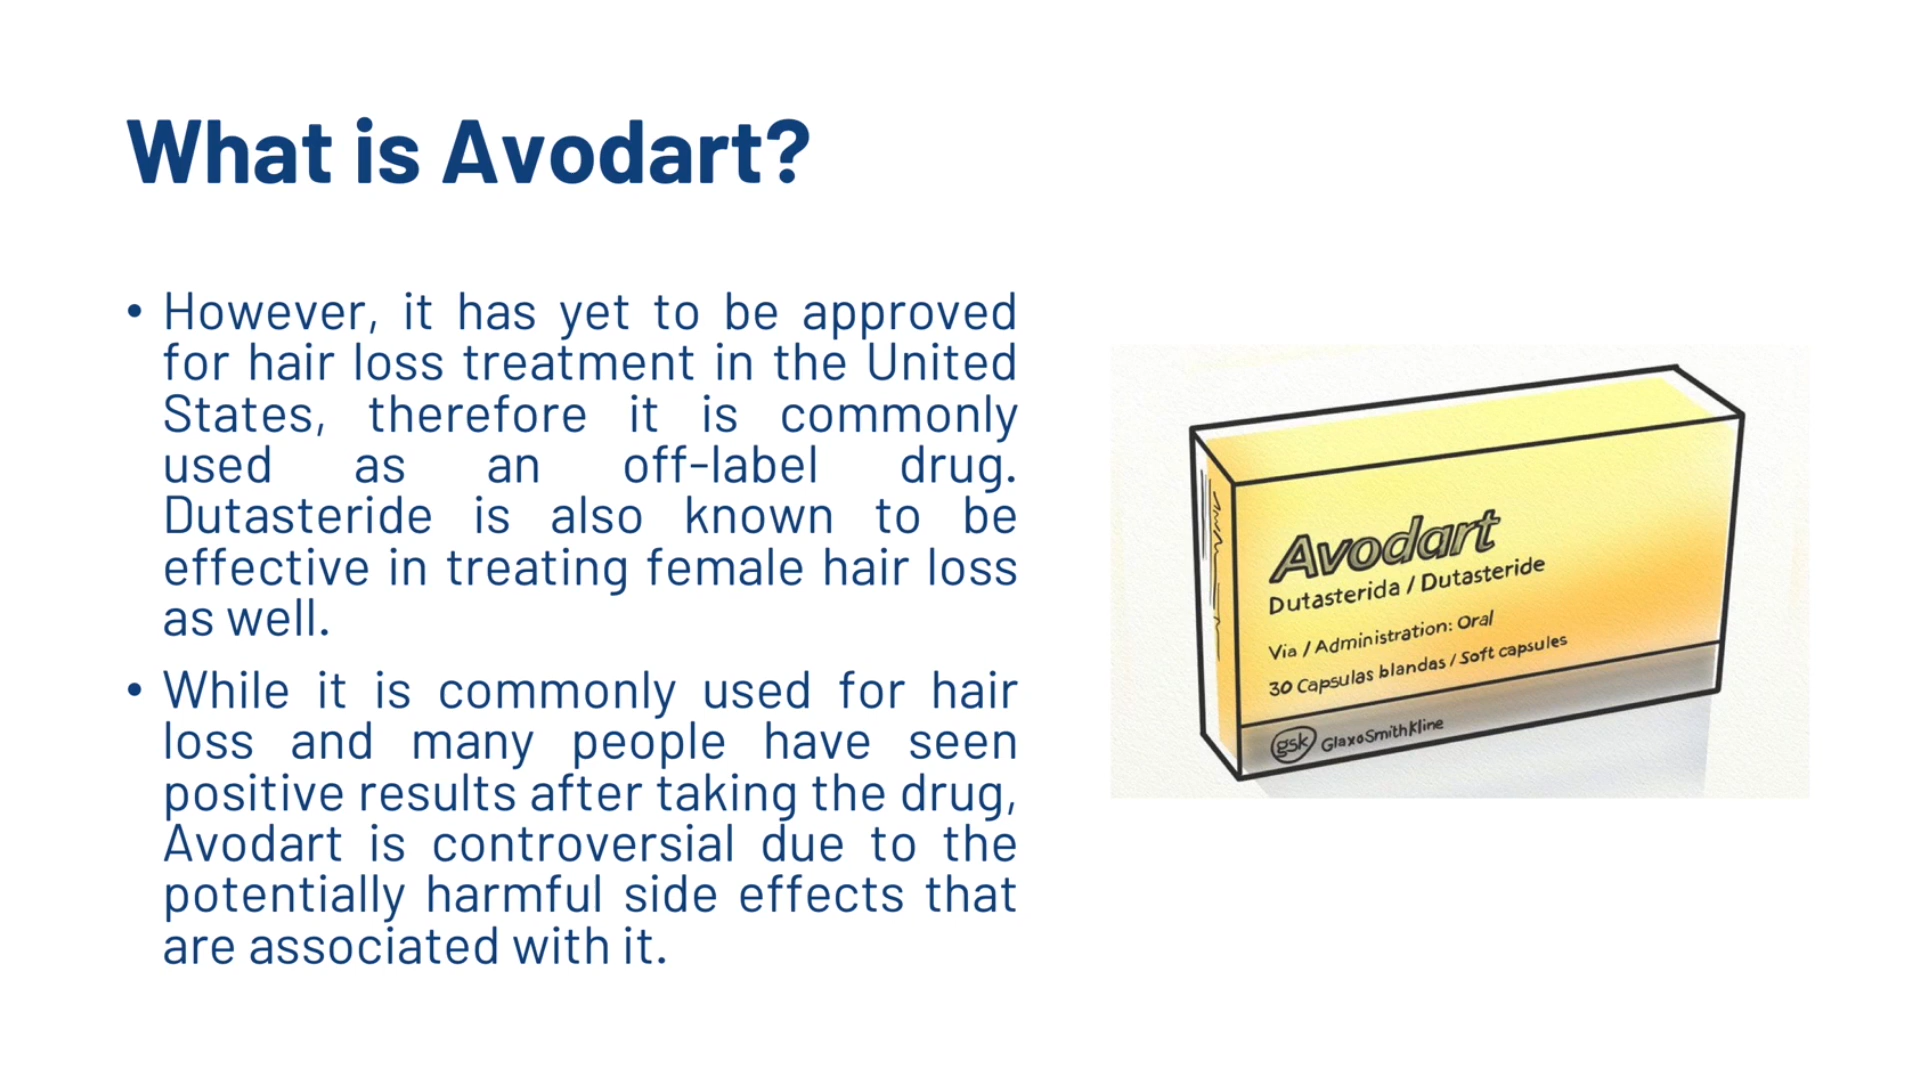 What is Avodart?
• However, it has yet to be approved
for hair loss treatment in the United
States, therefore it is commonly
used as an off-label drug.
Dutasteride is also known to be
effective in treating female hair loss
as well.
• While it is commonly used for hair
loss and many people have seen
positive results after taking the drug,
Avodart is controversial due to the
potentially harmful side effects that
are associated with it.
Avodart
Dutasterida / Dutasteride
Via / Administration: Oral
30 Capsulas blandas / Soft capsules
gsk GlaxoSmithKline